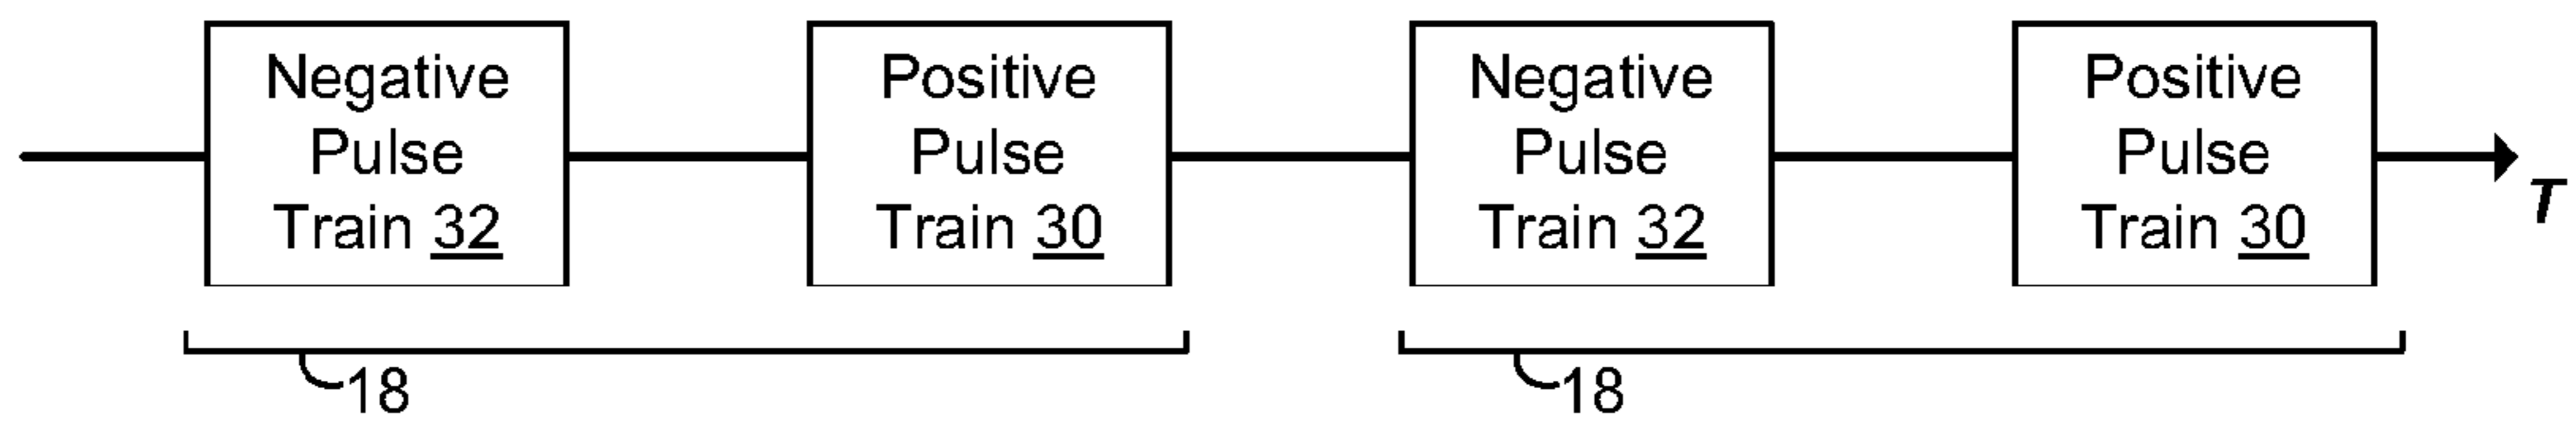 Negative
Pulse
Train 32
Positive
Pulse
Train 30
Negative
Pulse
Train 32
Positive
Pulse
Train 30
T
18
18